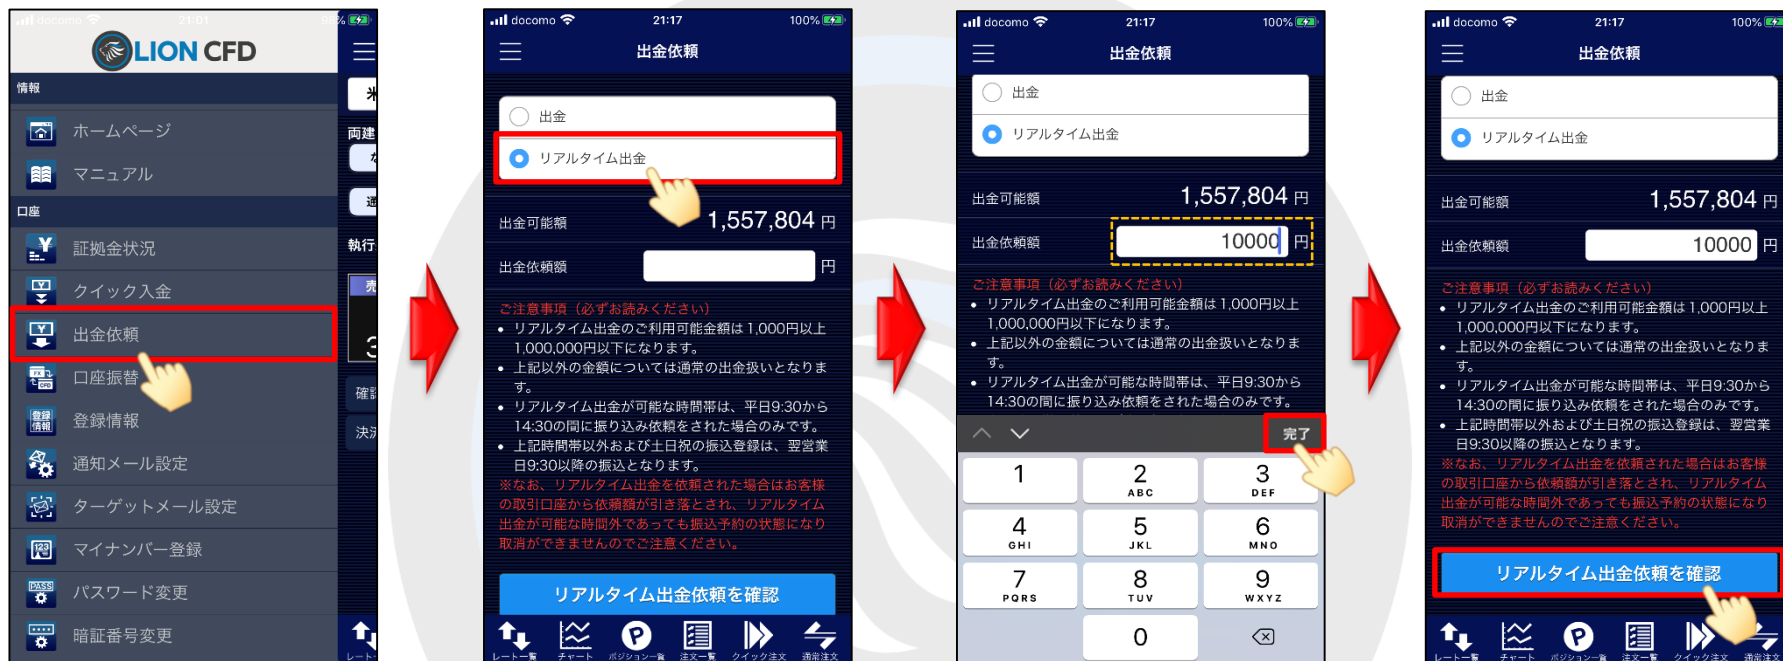 docomo 21:01 98%
LION CFD
情報
ホームページ
マニュアル
口座
証拠金状況
クイック入金
出金依頼
口座振替
登録情報
通知メール設定
ターゲットメール設定
マイナンバー登録
パスワード変更
暗証番号変更
両建
執行
売
確認
決済
レート一
docomo 21:17 100%
出金依頼
出金
リアルタイム出金
出金可能額 1,557,804 円
出金依頼額 円
ご注意事項（必ずお読みください）
• リアルタイム出金のご利用可能金額は1,000円以上
1,000,000円以下になります。
• 上記以外の金額については通常の出金扱いとなりま
す。
• リアルタイム出金が可能な時間帯は、平日9:30から
14:30の間に振り込み依頼をされた場合のみです。
• 上記時間帯以外および土日祝の振込登録は、翌営業
日9:30以降の振込となります。
※なお、リアルタイム出金を依頼された場合はお客様
の取引口座から依頼額が引き落とされ、リアルタイム
出金が可能な時間外であっても振込予約の状態になり
取消ができませんのでご注意ください。
リアルタイム出金依頼を確認
レート一覧 チャート ポジション一覧 注文一覧 クイック注文 通常注文
docomo 21:17 100%
出金依頼
出金
リアルタイム出金
出金可能額 1,557,804 円
出金依頼額 10000 円
ご注意事項（必ずお読みください）
• リアルタイム出金のご利用可能金額は1,000円以上
1,000,000円以下になります。
• 上記以外の金額については通常の出金扱いとなりま
す。
• リアルタイム出金が可能な時間帯は、平日9:30から
14:30の間に振り込み依頼をされた場合のみです。
完了
1 2 3
ABC DEF
4 5 6
GHI JKL MNO
7 8 9
PQRS TUV WXYZ
0
docomo 21:17 100%
出金依頼
出金
リアルタイム出金
出金可能額 1,557,804 円
出金依頼額 10000 円
ご注意事項（必ずお読みください）
• リアルタイム出金のご利用可能金額は1,000円以上
1,000,000円以下になります。
• 上記以外の金額については通常の出金扱いとなりま
す。
• リアルタイム出金が可能な時間帯は、平日9:30から
14:30の間に振り込み依頼をされた場合のみです。
• 上記時間帯以外および土日祝の振込登録は、翌営業
日9:30以降の振込となります。
※なお、リアルタイム出金を依頼された場合はお客様
の取引口座から依頼額が引き落とされ、リアルタイム
出金が可能な時間外であっても振込予約の状態になり
取消ができませんのでご注意ください。
リアルタイム出金依頼を確認
レート一覧 チャート ポジション一覧 注文一覧 クイック注文 通常注文